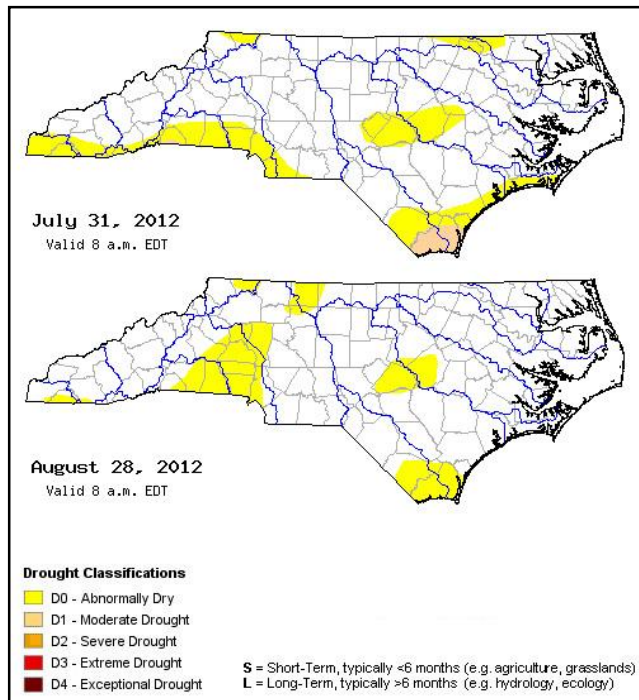 July 31, 2012
Valid 8 a.m. EDT
August 28, 2012
Valid 8 a.m. EDT
Drought Classifications
D0 - Abnormally Dry
D1 - Moderate Drought
D2 - Severe Drought
D3 - Extreme Drought
D4 - Exceptional Drought
S = Short-Term, typically <6 months (e.g. agriculture, grasslands)
L = Long-Term, typically >6 months (e.g. hydrology, ecology)